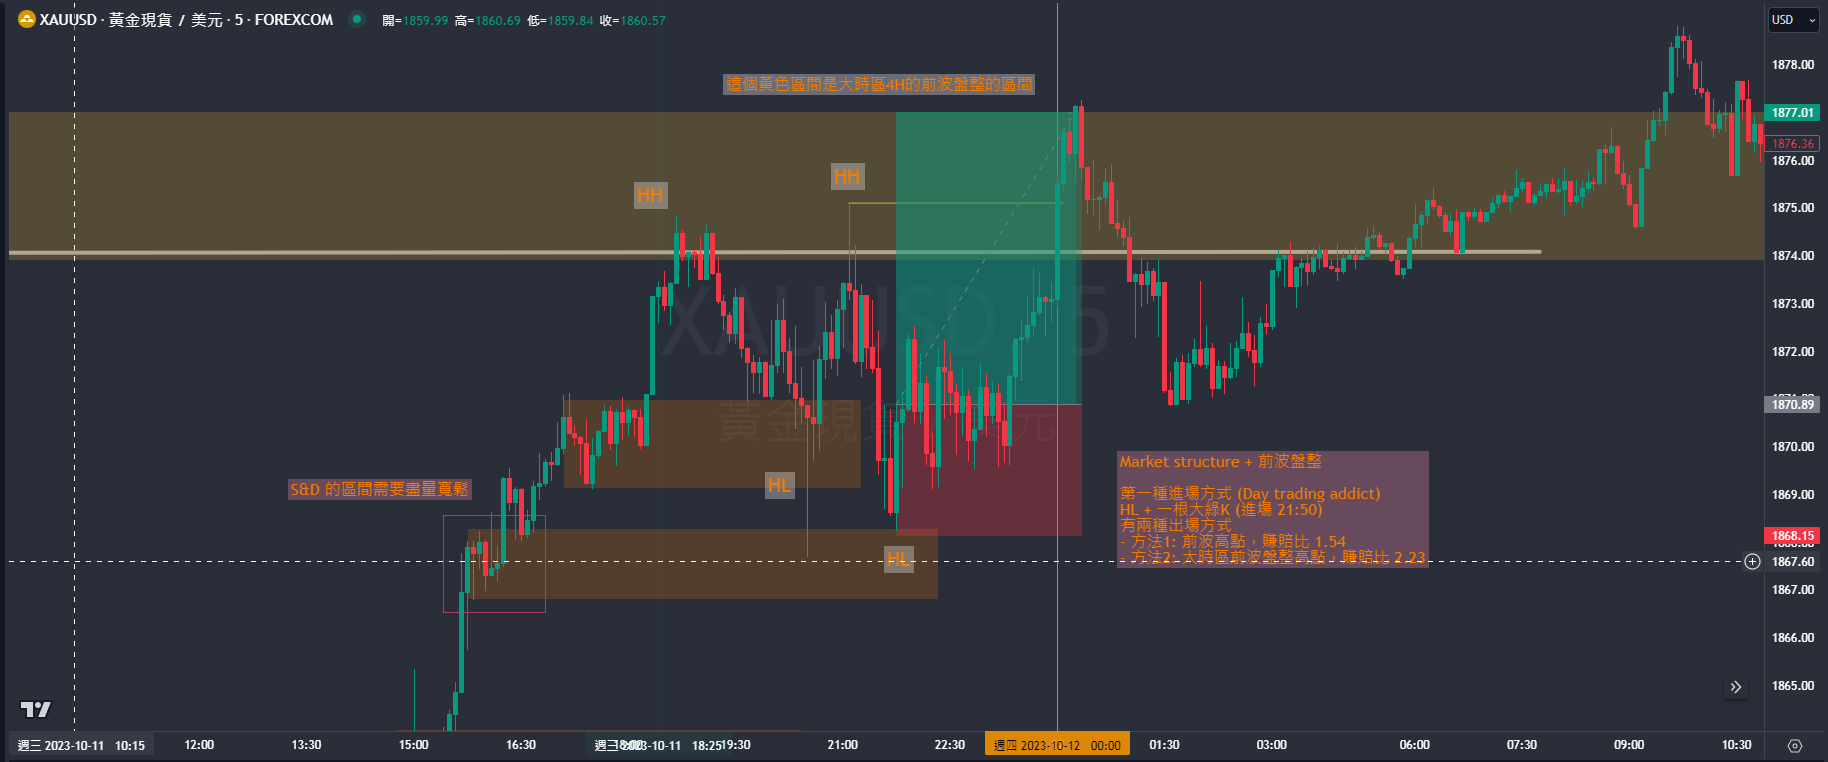 XAUUSD · 黃金現貨 / 美元 · 5 · FOREXCOM 開=1859.99 高=1860.69 低=1859.84 收=1860.57
USD
這個黃色區間是大時區4H的前波盤整的區間
HH
HH
S&D 的區間需要盡量寬鬆
HL
HL
XAUUSD 5
黃金現貨
元
Market structure + 前波盤整
第一種進場方式 (Day trading addict)
HL + 一根大綠K (進場 21:50)
有兩種出場方式
- 方法1: 前波高點，賺賠比 1.54
- 方法2: 大時區前波盤整高點，賺賠比 2.23
1878.00
1877.01
1876.36
1876.00
1875.00
1874.00
1873.00
1872.00
1870.89
1870.00
1869.00
1868.15
1867.60
1867.00
1866.00
1865.00
週三 2023-10-11 10:15
12:00
13:30
15:00
16:30
週三 2023-10-11 18:25
19:30
21:00
22:30
週四 2023-10-12 00:00
01:30
03:00
06:00
07:30
09:00
10:30